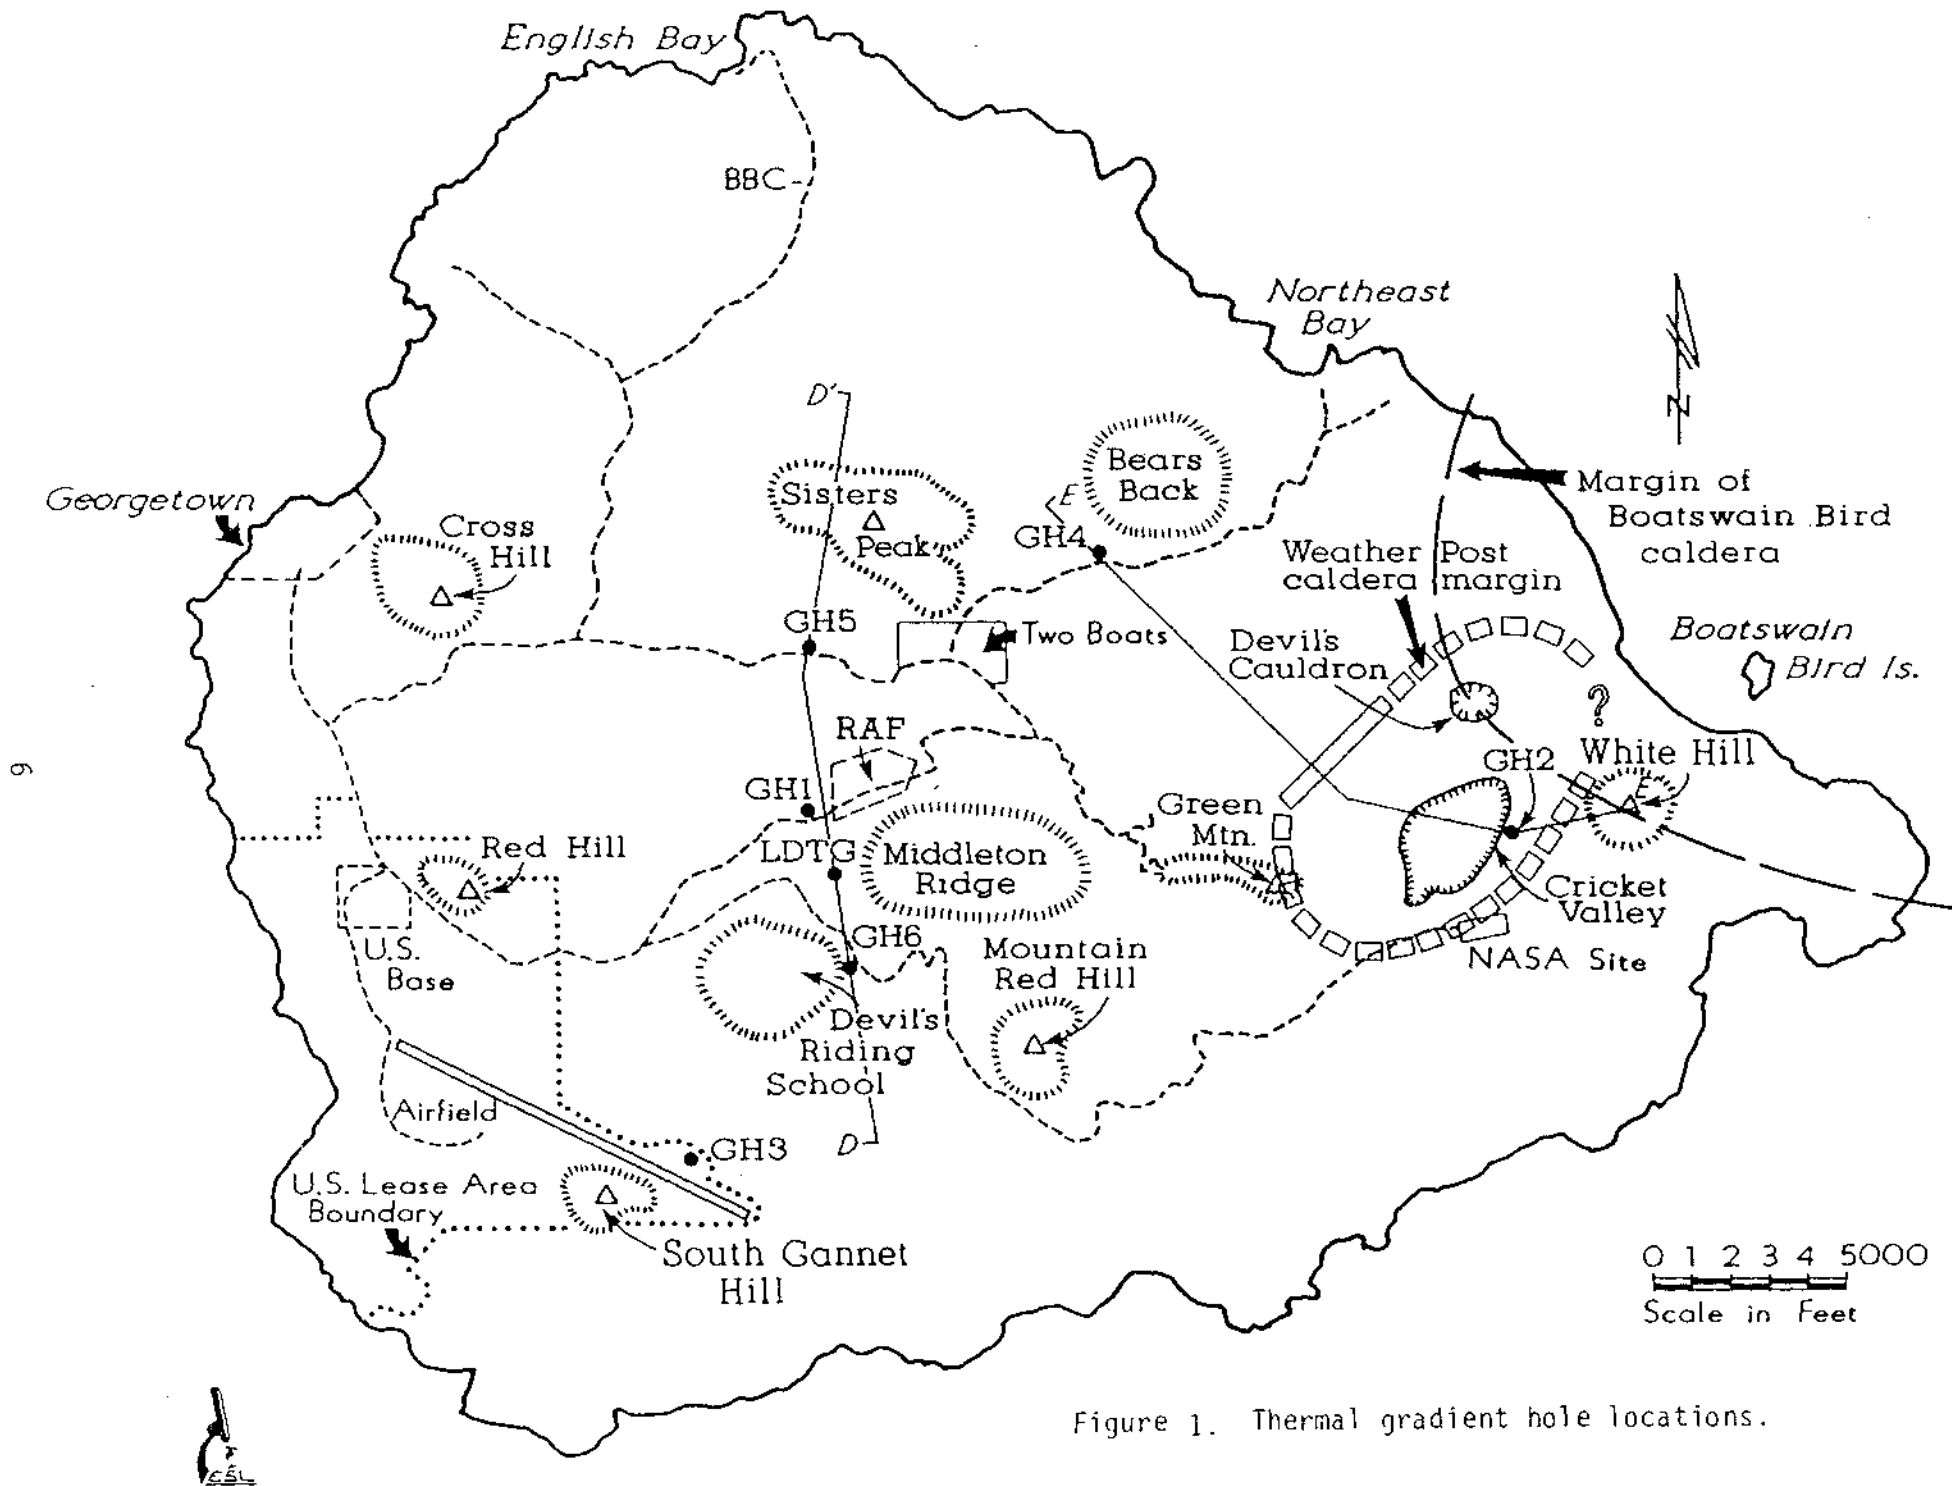 English Bay
BBC
Northeast
Bay
N
D'
Bears
Back
Margin of
Boatswain Bird
caldera
Georgetown
Sisters
Peak
E
Cross
Hill
GH4
Weather Post
caldera margin
GH5
Two Boats
Devil's
Cauldron
Boatswain
Bird Is.
?
RAF
GH2
White Hill
E'
6
GH1
Green
Mtn.
Red Hill
LDTG
Middleton
Ridge
Cricket
Valley
U.S.
Base
GH6
Mountain
Red Hill
NASA Site
Devil's
Riding
School
Airfield
D
GH3
U.S. Lease Area
Boundary
South Gannet
Hill
0 1 2 3 4 5000
Scale in Feet
Figure 1. Thermal gradient hole locations.
ESL